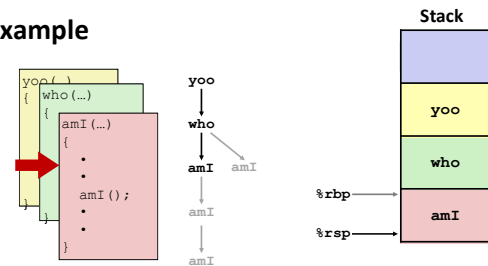 xample
yoo(…)
{
}
who(…)
{
}
amI(…)
{
•
•
amI();
•
•
}
yoo
who
amI amI
amI
amI
Stack
yoo
who
%rbp
amI
%rsp